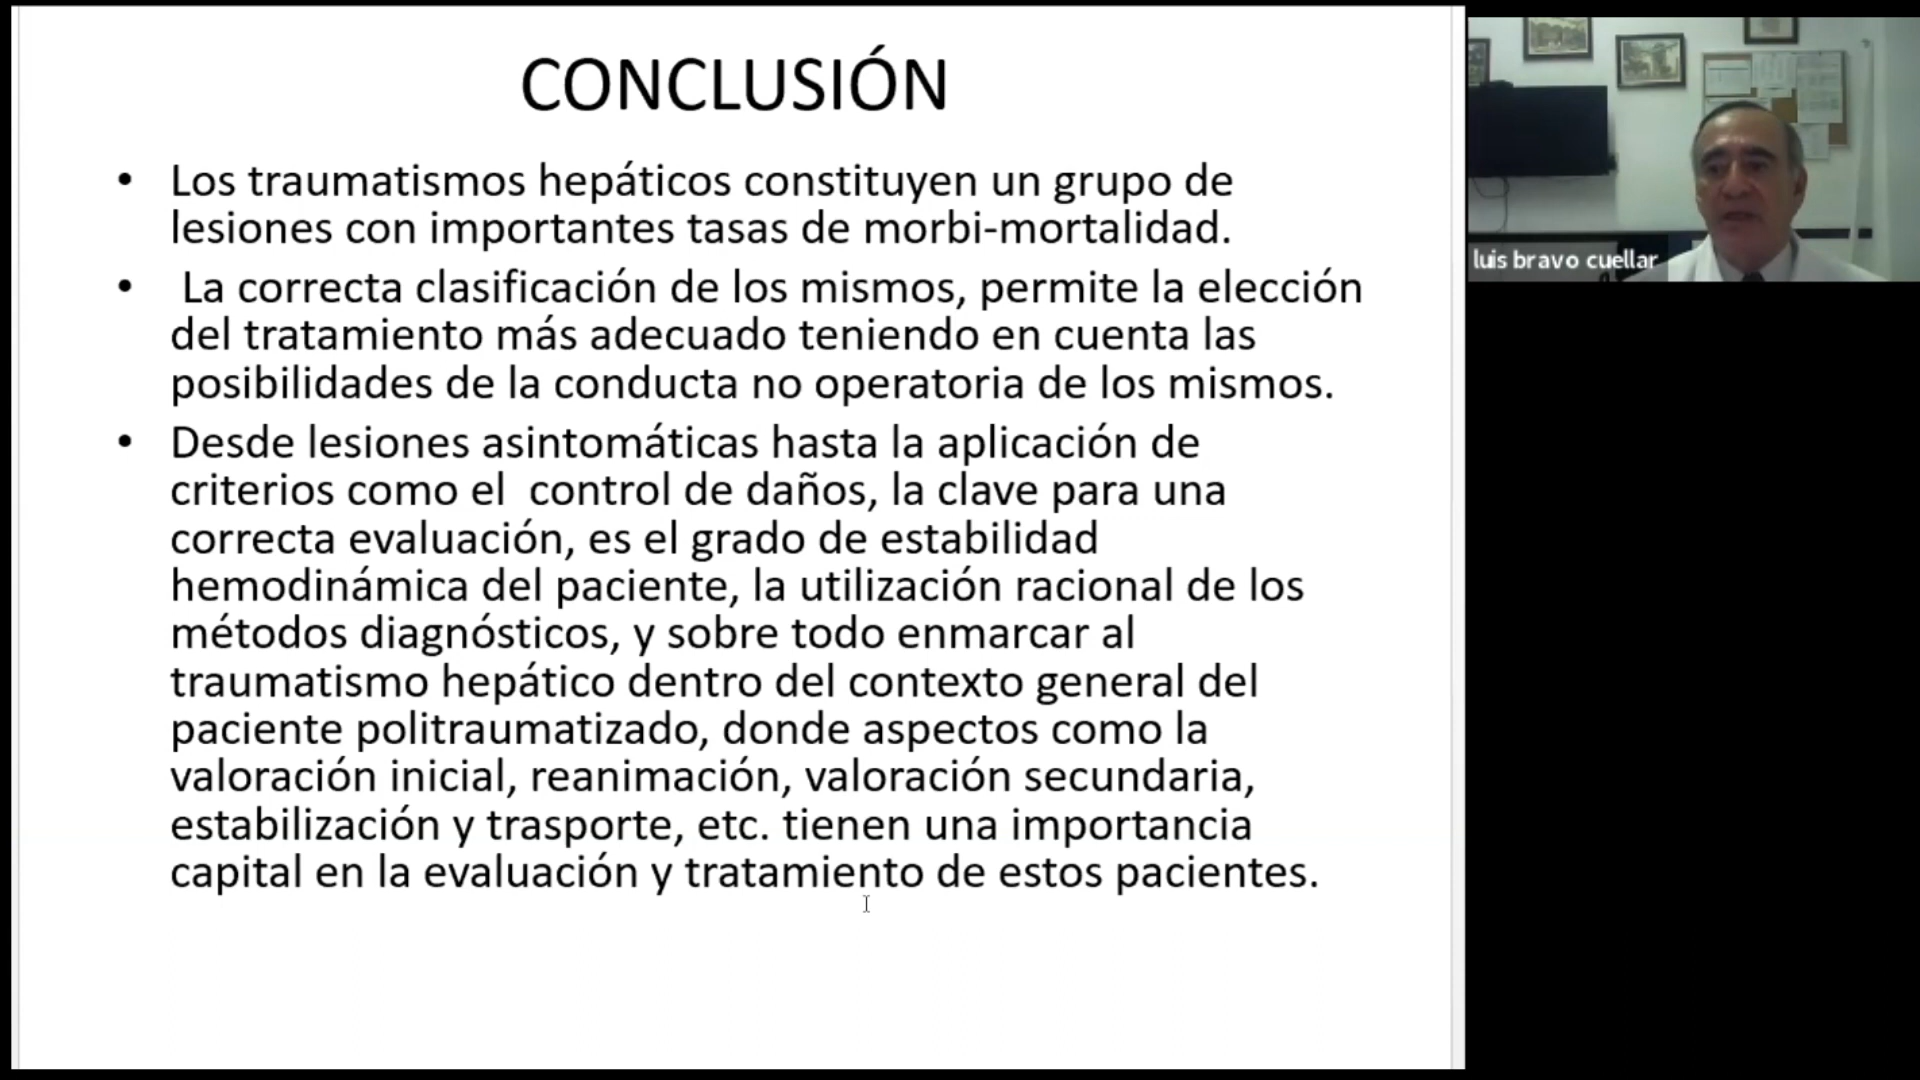 CONCLUSIÓN
• Los traumatismos hepáticos constituyen un grupo de
lesiones con importantes tasas de morbi-mortalidad.
• La correcta clasificación de los mismos, permite la elección
del tratamiento más adecuado teniendo en cuenta las
posibilidades de la conducta no operatoria de los mismos.
• Desde lesiones asintomáticas hasta la aplicación de
criterios como el  control de daños, la clave para una
correcta evaluación, es el grado de estabilidad
hemodinámica del paciente, la utilización racional de los
métodos diagnósticos, y sobre todo enmarcar al
traumatismo hepático dentro del contexto general del
paciente politraumatizado, donde aspectos como la
valoración inicial, reanimación, valoración secundaria,
estabilización y trasporte, etc. tienen una importancia
capital en la evaluación y tratamiento de estos pacientes.
luis bravo cuellar